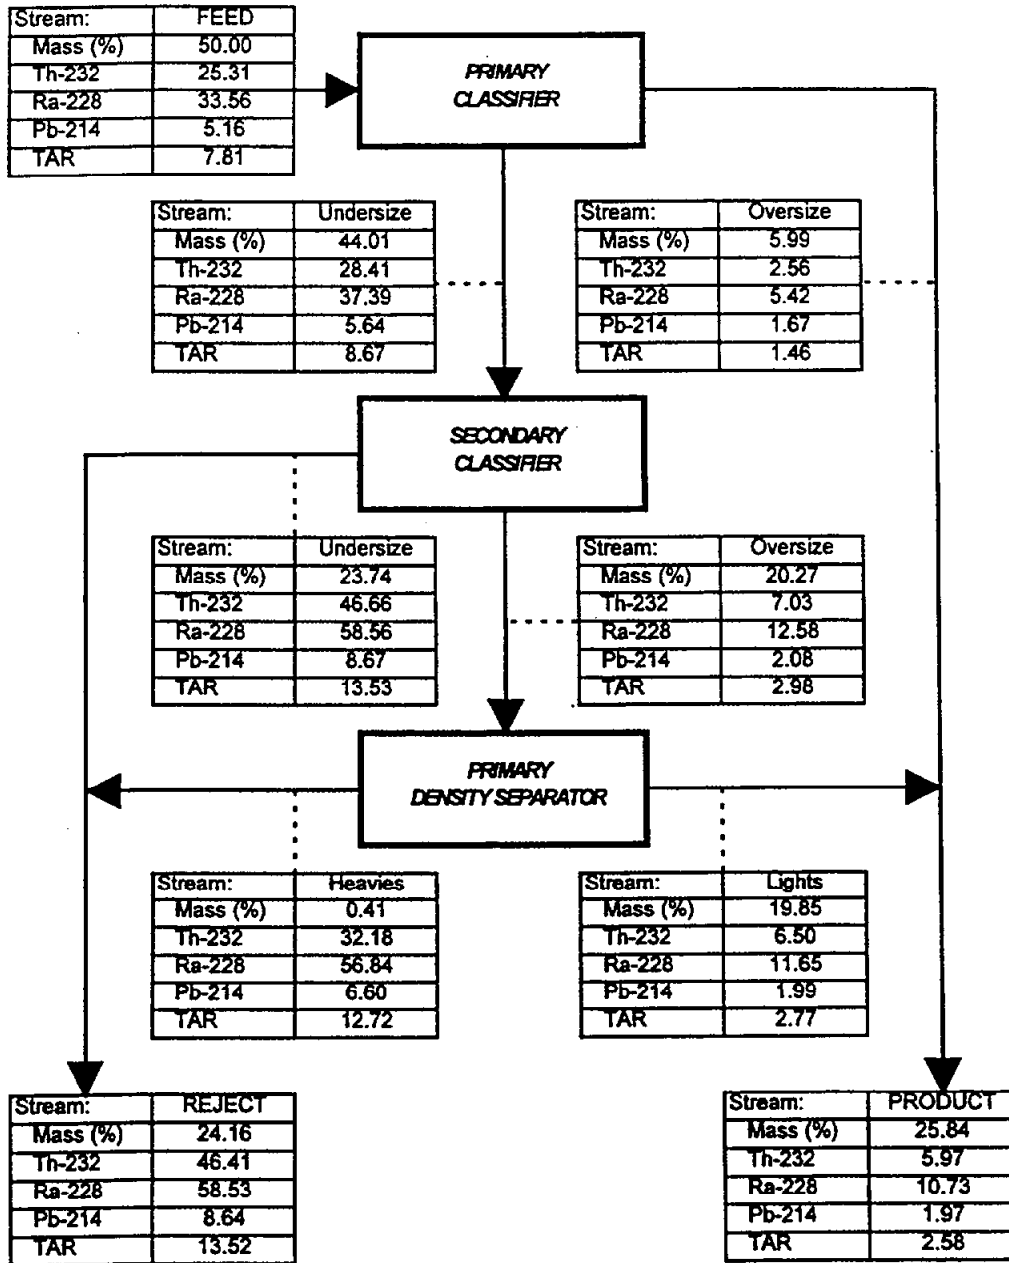 Stream: FEED
Mass (%) 50.00
Th-232 25.31
Ra-228 33.56
Pb-214 5.16
TAR 7.81
PRIMARY
CLASSIFIER
Stream: Undersize
Mass (%) 44.01
Th-232 28.41
Ra-228 37.39
Pb-214 5.64
TAR 8.67
Stream: Oversize
Mass (%) 5.99
Th-232 2.56
Ra-228 5.42
Pb-214 1.67
TAR 1.46
SECONDARY
CLASSIFIER
Stream: Undersize
Mass (%) 23.74
Th-232 46.66
Ra-228 58.56
Pb-214 8.67
TAR 13.53
Stream: Oversize
Mass (%) 20.27
Th-232 7.03
Ra-228 12.58
Pb-214 2.08
TAR 2.98
PRIMARY
DENSITY SEPARATOR
Stream: Heavies
Mass (%) 0.41
Th-232 32.18
Ra-228 56.84
Pb-214 6.60
TAR 12.72
Stream: Lights
Mass (%) 19.85
Th-232 6.50
Ra-228 11.65
Pb-214 1.99
TAR 2.77
Stream: REJECT
Mass (%) 24.16
Th-232 46.41
Ra-228 58.53
Pb-214 8.64
TAR 13.52
Stream: PRODUCT
Mass (%) 25.84
Th-232 5.97
Ra-228 10.73
Pb-214 1.97
TAR 2.58